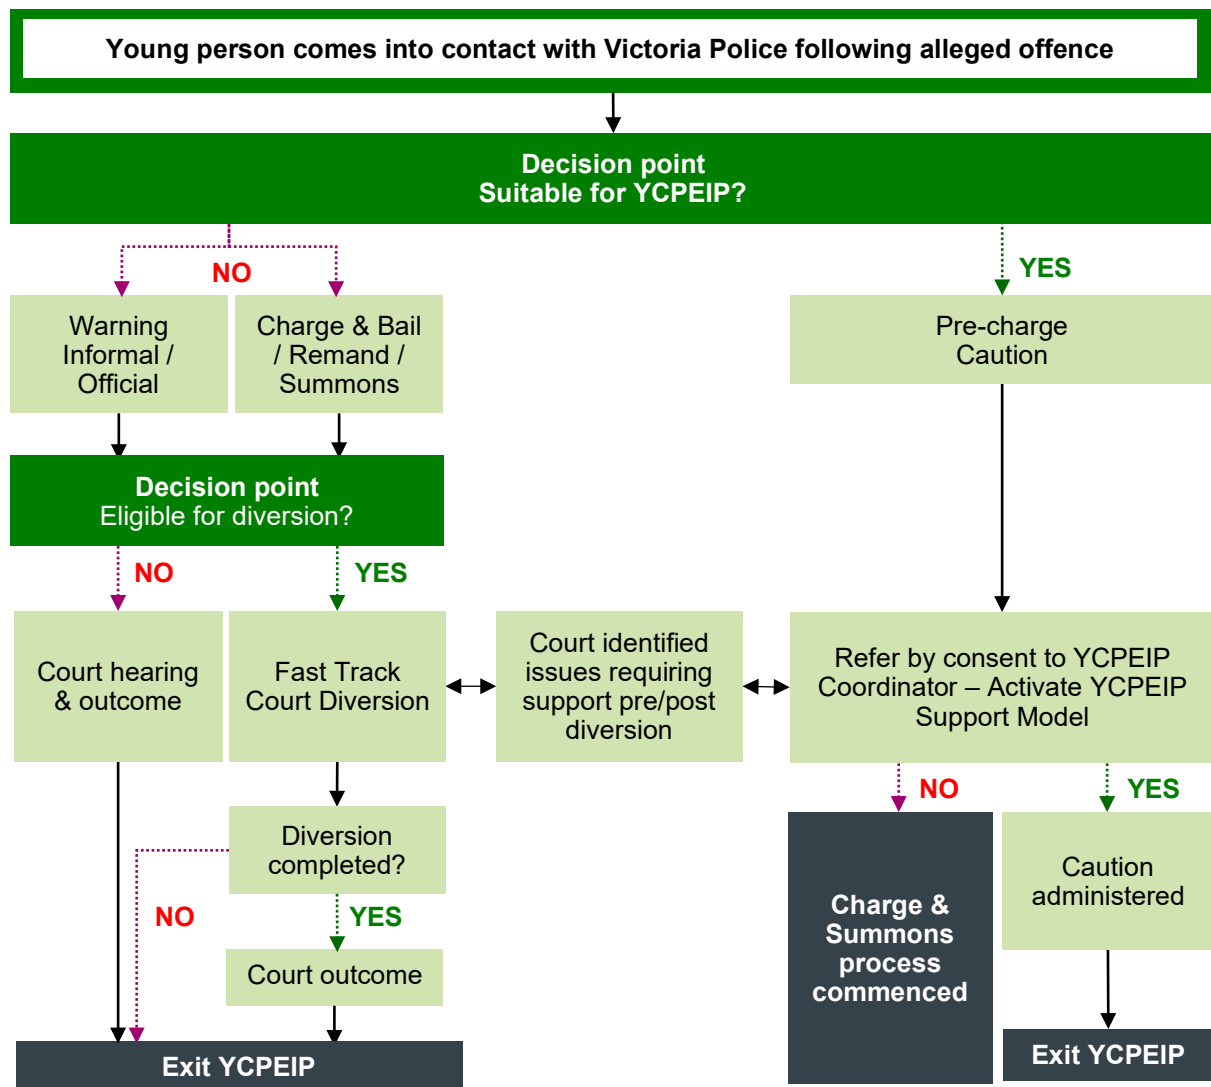 Young person comes into contact with Victoria Police following alleged offence
Decision point
Suitable for YCPEIP?
NO
YES
Warning
Informal /
Official
Charge & Bail
/ Remand /
Summons
Pre-charge
Caution
Decision point
Eligible for diversion?
NO
YES
Court hearing
& outcome
Fast Track
Court Diversion
Court identified
issues requiring
support pre/post
diversion
Refer by consent to YCPEIP
Coordinator – Activate YCPEIP
Support Model
NO
YES
Diversion
completed?
NO
YES
Court outcome
Exit YCPEIP
Charge &
Summons
process
commenced
Caution
administered
Exit YCPEIP